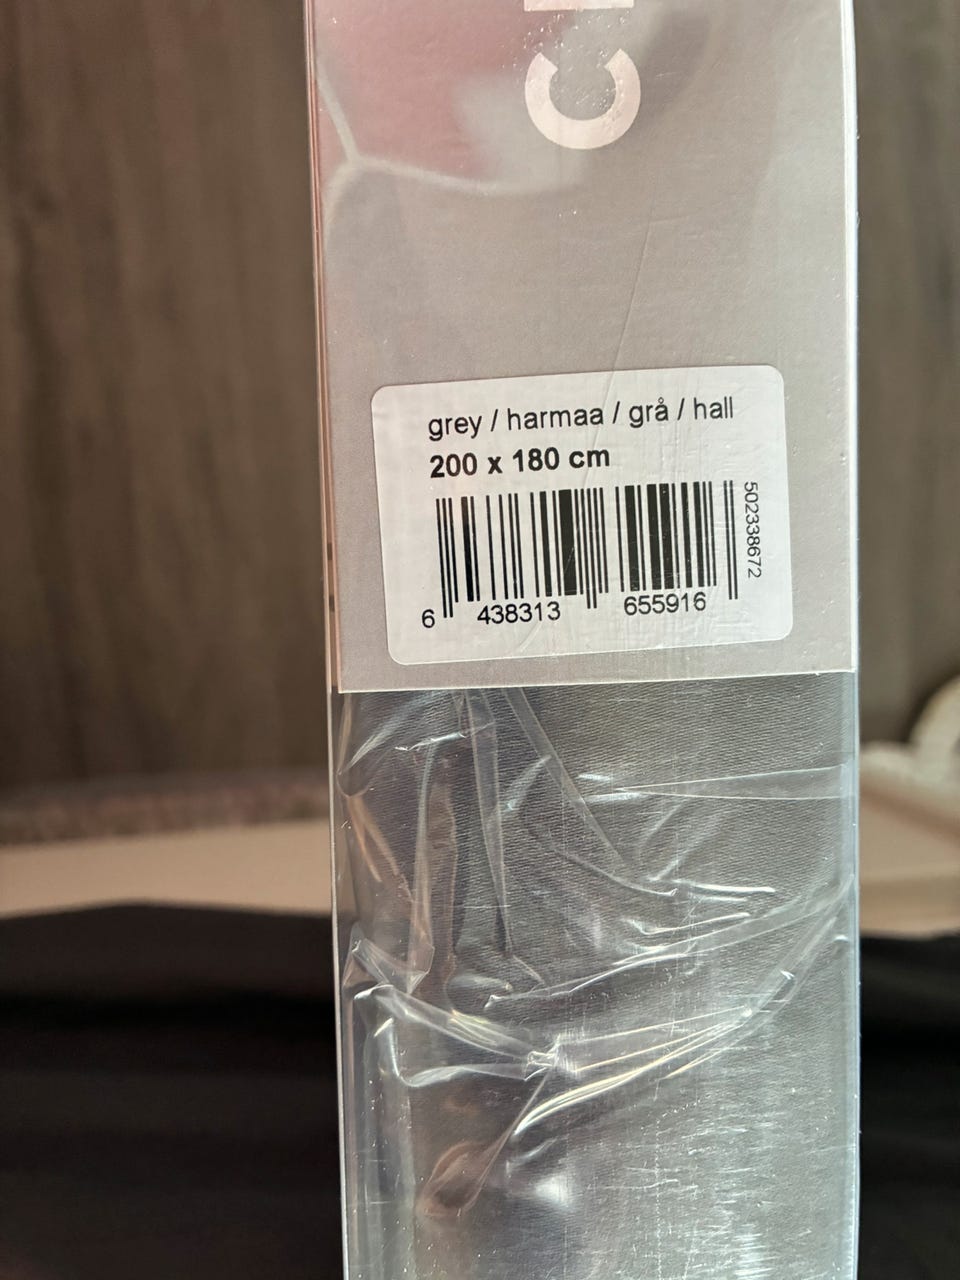 C
grey / harmaa / grå / hall
200 x 180 cm
502338672
6 438313 655916